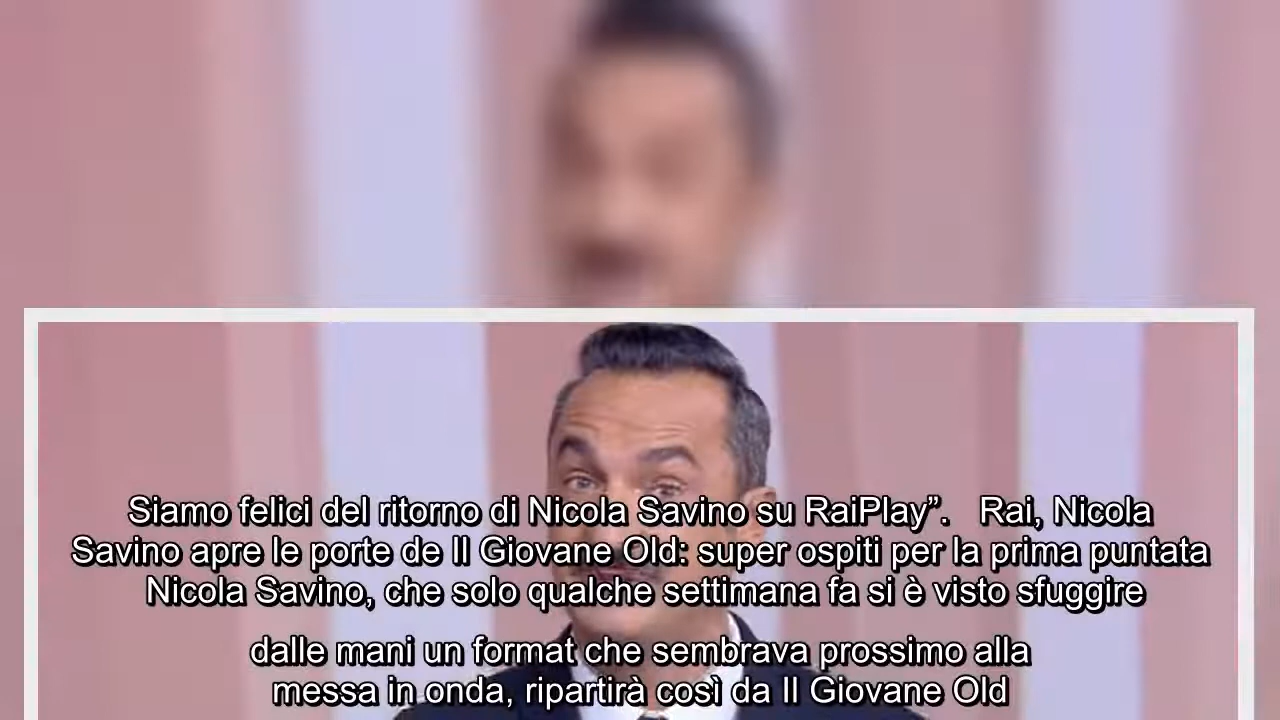 Siamo felici del ritorno di Nicola Savino su RaiPlay”.   Rai, Nicola
Savino apre le porte de Il Giovane Old: super ospiti per la prima puntata
Nicola Savino, che solo qualche settimana fa si è visto sfuggire
dalle mani un format che sembrava prossimo alla
messa in onda, ripartirà così da Il Giovane Old